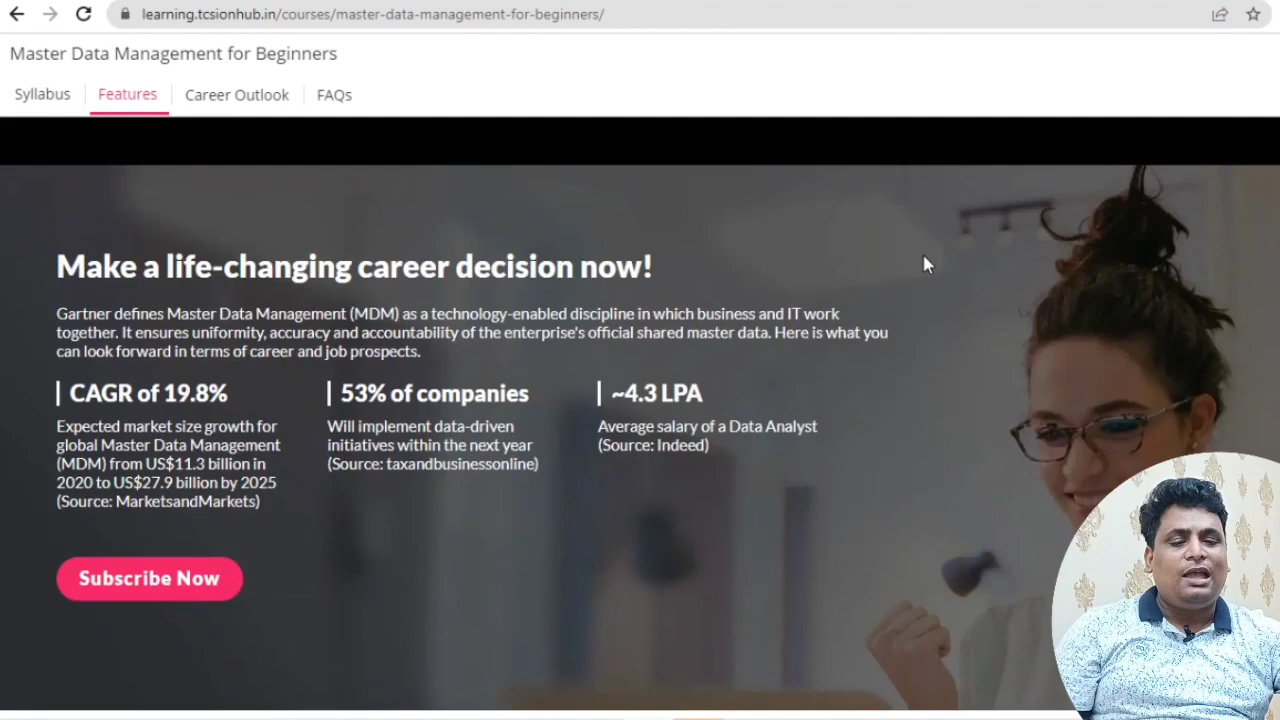 learning.tcsionhub.in/courses/master-data-management-for-beginners/
Master Data Management for Beginners
Syllabus
Features
Career Outlook
FAQs
Make a life-changing career decision now!
Gartner defines Master Data Management (MDM) as a technology-enabled discipline in which business and IT work
together. It ensures uniformity, accuracy and accountability of the enterprise's official shared master data. Here is what you
can look forward in terms of career and job prospects.
CAGR of 19.8%
Expected market size growth for
global Master Data Management
(MDM) from US$11.3 billion in
2020 to US$27.9 billion by 2025
(Source: MarketsandMarkets)
53% of companies
Will implement data-driven
initiatives within the next year
(Source: taxandbusinessonline)
~4.3 LPA
Average salary of a Data Analyst
(Source: Indeed)
Subscribe Now